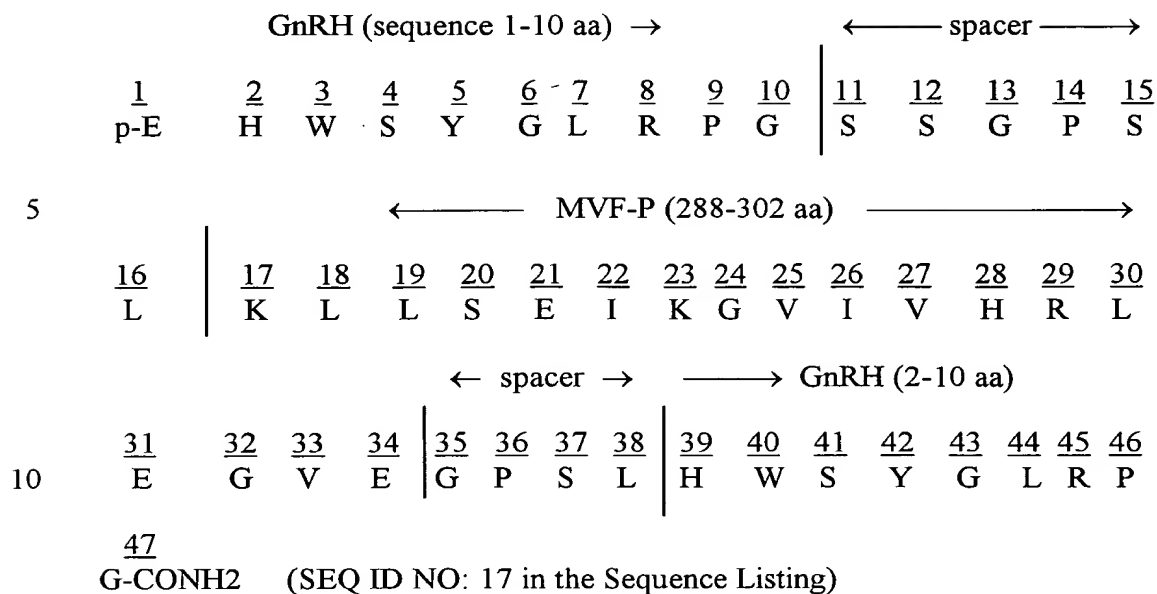 GnRH (sequence 1-10 aa) → ← spacer →
1 2 3 4 5 6 7 8 9 10 11 12 13 14 15
p-E H W S Y G L R P G S S G P S
5 ← MVF-P (288-302 aa) →
16 17 18 19 20 21 22 23 24 25 26 27 28 29 30
L K L L S E I K G V I V H R L
← spacer → → GnRH (2-10 aa)
31 32 33 34 35 36 37 38 39 40 41 42 43 44 45 46
10 E G V E G P S L H W S Y G L R P
47
G-CONH2 (SEQ ID NO: 17 in the Sequence Listing)